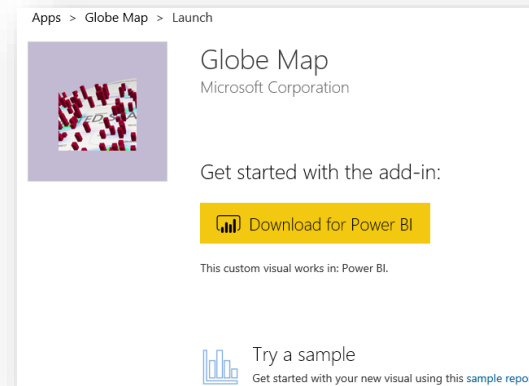 Apps > Globe Map > Launch
Globe Map
Microsoft Corporation
Get started with the add-in:
Download for Power BI
This custom visual works in: Power BI.
Try a sample
Get started with your new visual using this sample repo